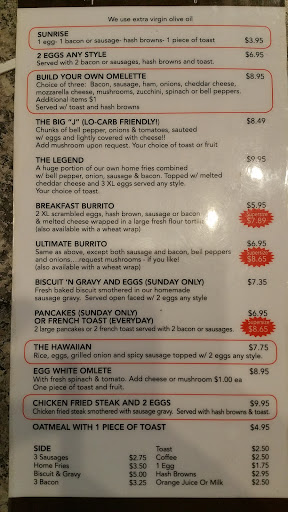 We use extra virgin olive oil
SUNRISE
1 egg- 1 bacon or sausage- hash browns- 1 piece of toast $3.95
2 EGGS ANY STYLE $6.95
Served with 2 bacon or sausages, hash browns and toast.
BUILD YOUR OWN OMELETTE $8.95
Choice of three: Bacon, sausage, ham, onions, cheddar cheese,
mozzarella cheese, mushrooms, zucchini, spinach or bell peppers.
Additional items $1
Served w/ toast and hash browns
THE BIG "J" (LO-CARB FRIENDLY!) $8.49
Chunks of bell pepper, onions & tomatoes, sauteed
w/ eggs and lightly covered with cheese!!
Add mushroom upon request. Your choice of toast or fruit
THE LEGEND $9.95
A huge portion of our own home fries combined
w/ bell pepper, onion, sausage & bacon. Topped w/ melted
cheddar cheese and 3 XL eggs served any style.
Your choice of toast.
BREAKFAST BURRITO $5.95
2 XL scrambled eggs, hash brown, sausage or bacon
& melted cheese wrapped in a large fresh flour tortilla $7.89
(also available with a wheat wrap)
ULTIMATE BURRITO $6.95
Same as above, except both sausage and bacon, bell peppers
and onions... request mushrooms - if you like! $8.65
(also available with a wheat wrap)
BISCUIT 'N GRAVY AND EGGS (SUNDAY ONLY) $7.35
Fresh baked biscuit smothered in our homemade
sausage gravy. Served open faced w/ 2 eggs any style
PANCAKES (SUNDAY ONLY) $6.95
OR FRENCH TOAST (EVERYDAY)
2 large pancakes or 2 french toast served with 2 bacon or sausages. $8.65
THE HAWAIIAN $7.75
Rice, eggs, grilled onion and spicy sausage topped w/ 2 eggs any style.
EGG WHITE OMLETE $8.95
With fresh spinach & tomato. Add cheese or mushroom $1.00 ea
One piece of toast and fruit.
CHICKEN FRIED STEAK AND 2 EGGS $9.95
Chicken fried steak smothered with sausage gravy. Served with hash browns & toast.
OATMEAL WITH 1 PIECE OF TOAST $4.95
SIDE
3 Sausages $2.75
Home Fries $3.50
Biscuit & Gravy $5.00
3 Bacon $3.25
Toast $2.50
Coffee $2.50
1 Egg $1.75
Hash Browns $2.95
Orange Juice Or Milk $2.50